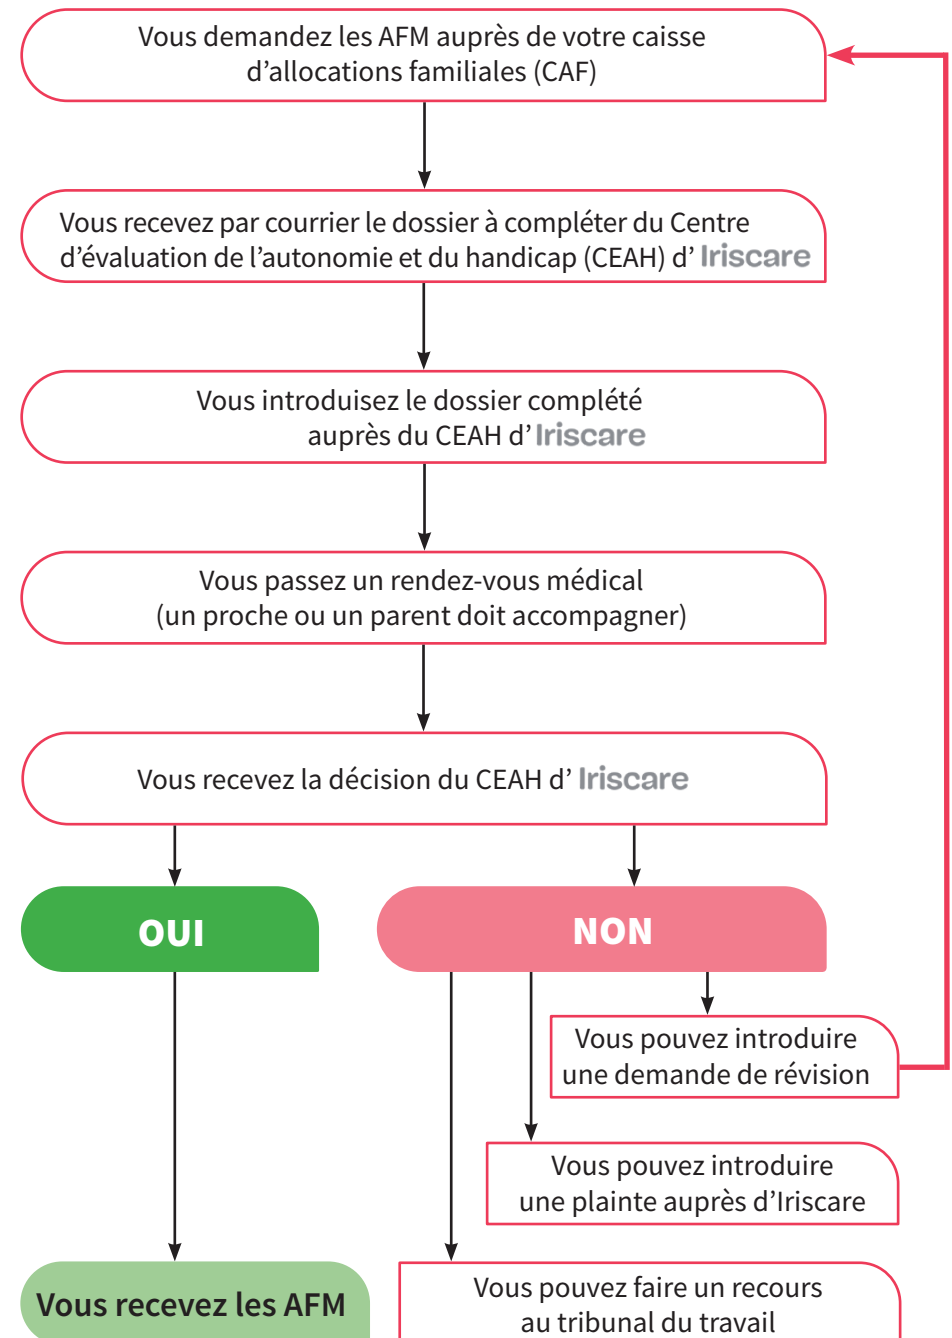 Vous demandez les AFM auprès de votre caisse
d'allocations familiales (CAF)
Vous recevez par courrier le dossier à compléter du Centre
d'évaluation de l'autonomie et du handicap (CEAH) d' Iriscare
Vous introduisez le dossier complété
auprès du CEAH d' Iriscare
Vous passez un rendez-vous médical
(un proche ou un parent doit accompagner)
Vous recevez la décision du CEAH d' Iriscare
OUI
NON
Vous pouvez introduire
une demande de révision
Vous pouvez introduire
une plainte auprès d'Iriscare
Vous recevez les AFM
Vous pouvez faire un recours
au tribunal du travail